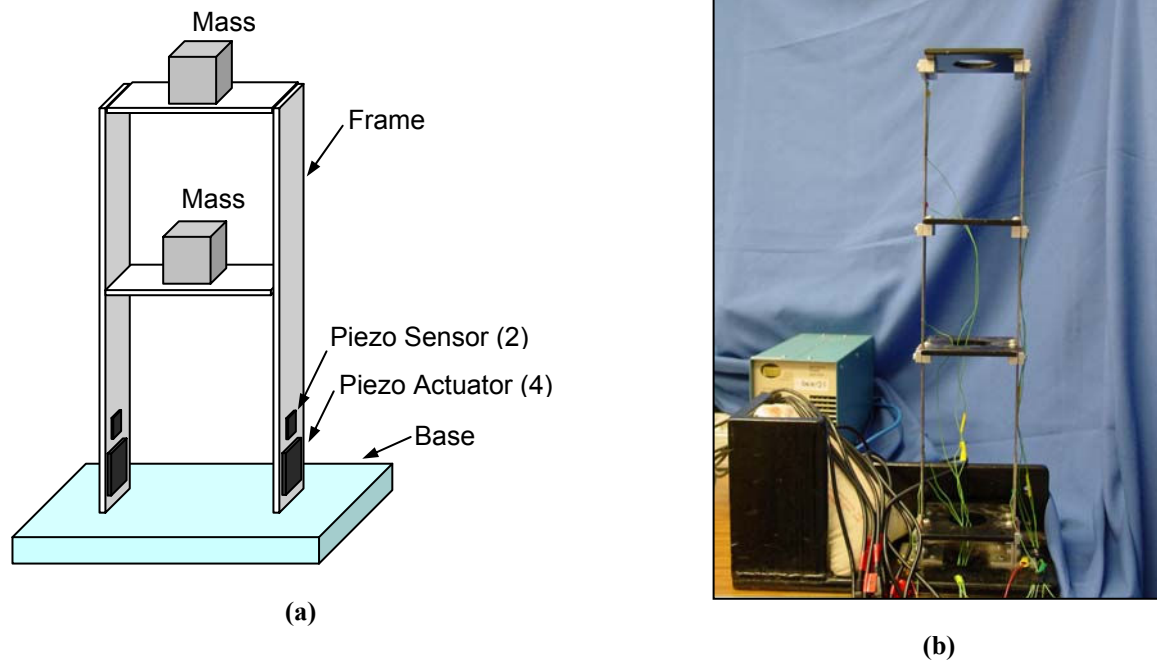 Mass
Frame
Mass
Piezo Sensor (2)
Piezo Actuator (4)
Base
(a)
(b)